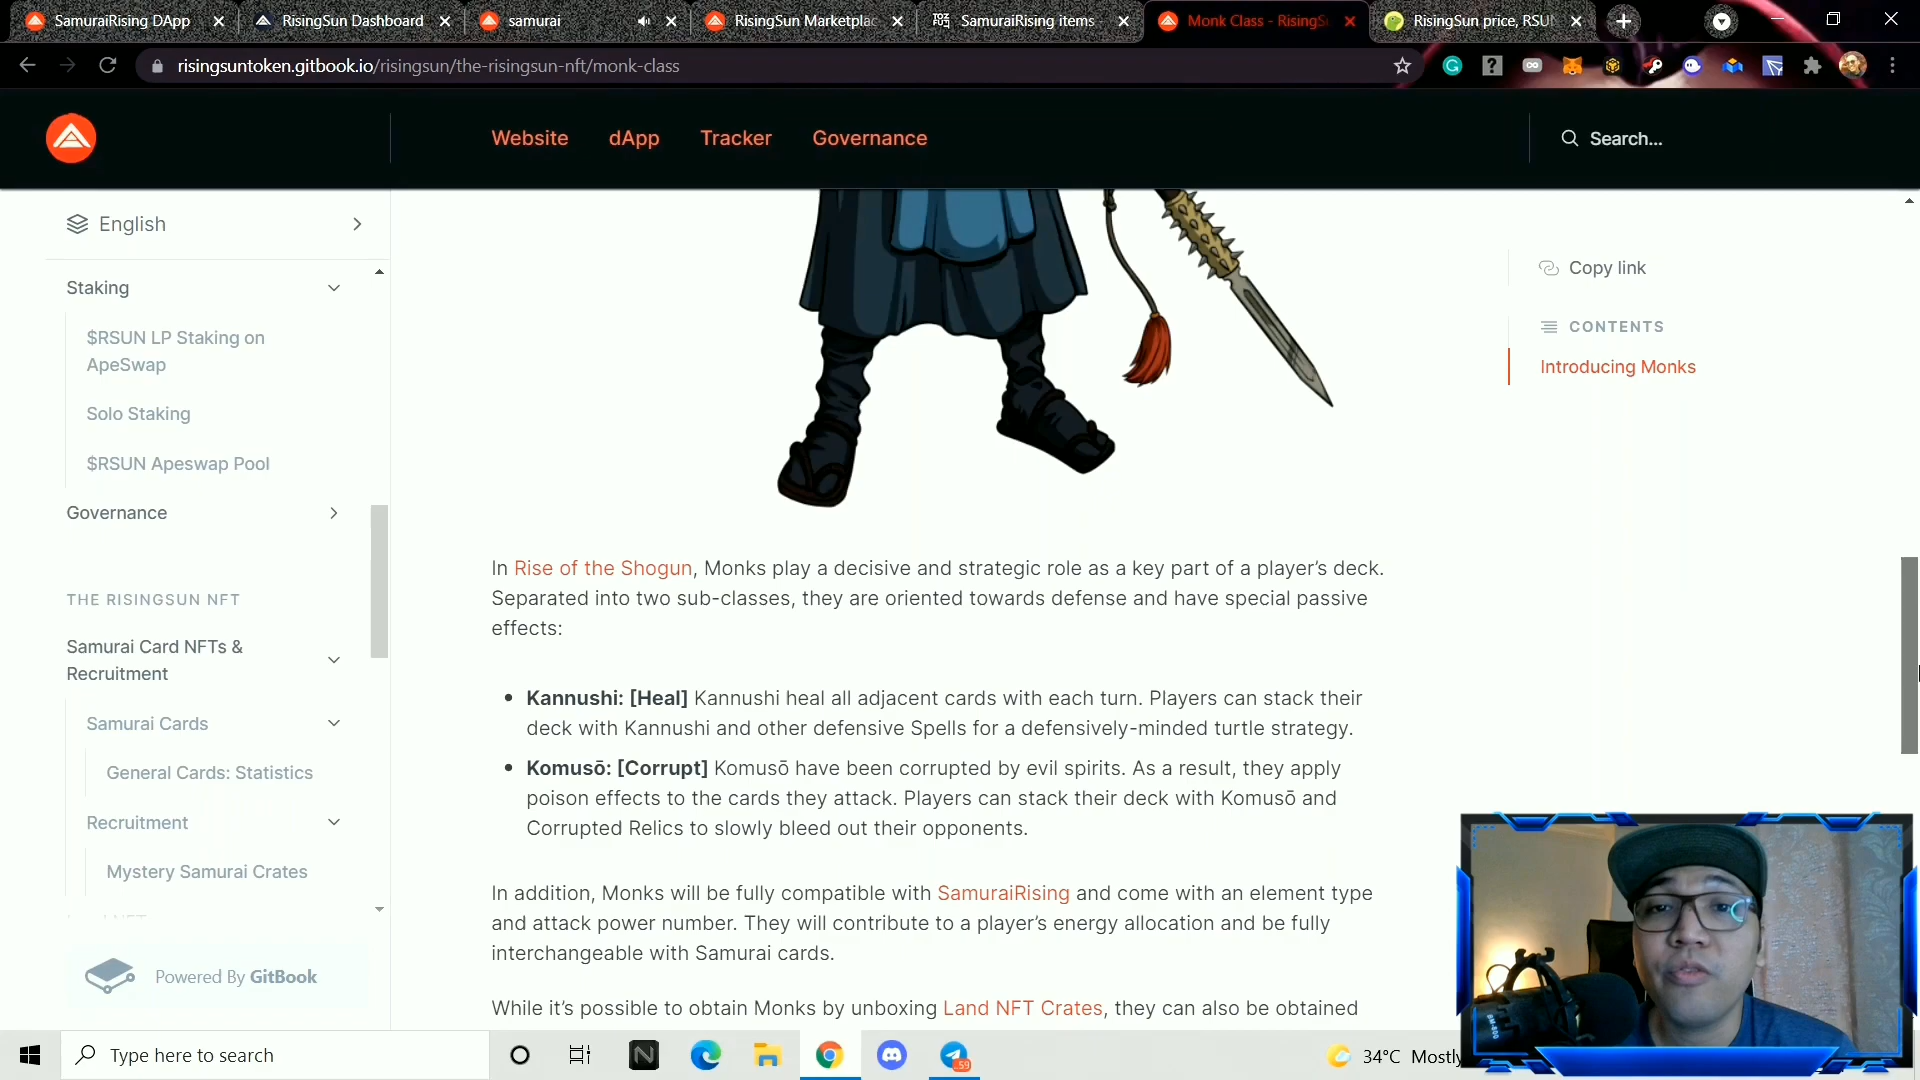 SamuraiRising DApp
RisingSun Dashboard
samurai
RisingSun Marketplac
SamuraiRising items
Monk Class - RisingSu
RisingSun price, RSU
risingsuntoken.gitbook.io/risingsun/the-risingsun-nft/monk-class
Website dApp Tracker Governance
Search...
English
Staking
$RSUN LP Staking on
ApeSwap
Solo Staking
$RSUN Apeswap Pool
Governance
THE RISINGSUN NFT
Samurai Card NFTs &
Recruitment
Samurai Cards
General Cards: Statistics
Recruitment
Mystery Samurai Crates
Powered By GitBook
In Rise of the Shogun, Monks play a decisive and strategic role as a key part of a player's deck.
Separated into two sub-classes, they are oriented towards defense and have special passive
effects:
• Kannushi: [Heal] Kannushi heal all adjacent cards with each turn. Players can stack their
deck with Kannushi and other defensive Spells for a defensively-minded turtle strategy.
• Komusō: [Corrupt] Komusō have been corrupted by evil spirits. As a result, they apply
poison effects to the cards they attack. Players can stack their deck with Komusō and
Corrupted Relics to slowly bleed out their opponents.
In addition, Monks will be fully compatible with SamuraiRising and come with an element type
and attack power number. They will contribute to a player's energy allocation and be fully
interchangeable with Samurai cards.
While it's possible to obtain Monks by unboxing Land NFT Crates, they can also be obtained
Copy link
CONTENTS
Introducing Monks
Type here to search
59
34°C Mostly